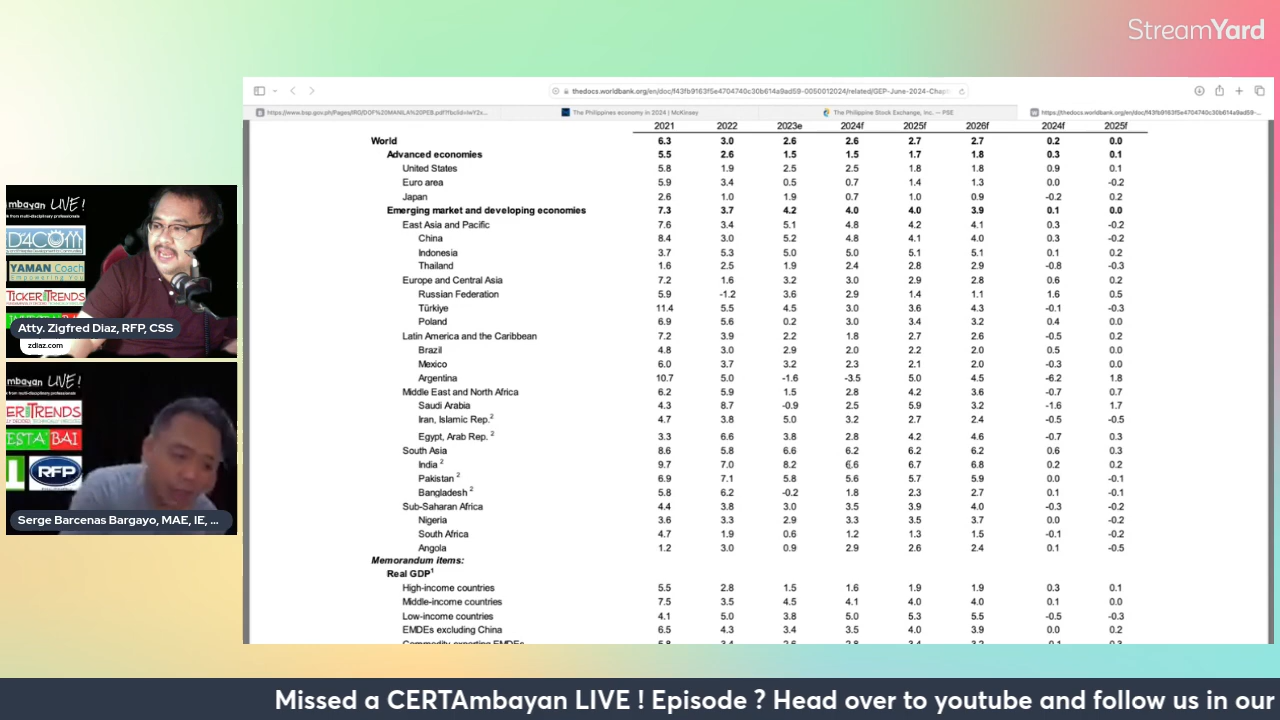 StreamYard
thedocs.worldbank.org/en/doc/f43fb9163f5e4704740c30b614a9ad59-0050012024/related/GEP-June-2024-Chap
The Philippines economy in 2024 | McKinsey
The Philippine Stock Exchange, Inc. — PSE
2021 2022 2023e 2024f 2025f 2026f 2024f 2025f
World 6.3 3.0 2.6 2.6 2.7 2.7 0.2 0.0
Advanced economies 5.5 2.6 1.5 1.5 1.7 1.8 0.3 0.1
United States 5.8 1.9 2.5 2.5 1.8 1.8 0.9 0.1
Euro area 5.9 3.4 0.5 0.7 1.4 1.3 0.0 -0.2
Japan 2.6 1.0 1.9 0.7 1.0 0.9 -0.2 0.2
Emerging market and developing economies 7.3 3.7 4.2 4.0 4.0 3.9 0.1 0.0
East Asia and Pacific 7.6 3.4 5.1 4.8 4.2 4.1 0.3 -0.2
China 8.4 3.0 5.2 4.8 4.1 4.0 0.3 -0.2
Indonesia 3.7 5.3 5.0 5.0 5.1 5.1 0.1 0.2
Thailand 1.6 2.5 1.9 2.4 2.8 2.9 -0.8 -0.3
Europe and Central Asia 7.2 1.6 3.2 3.0 2.9 2.8 0.6 0.2
Russian Federation 5.9 -1.2 3.6 2.9 1.4 1.1 1.6 0.5
Türkiye 11.4 5.5 4.5 3.0 3.6 4.3 -0.1 -0.3
Poland 6.9 5.6 0.2 3.0 3.4 3.2 0.4 0.0
Latin America and the Caribbean 7.2 3.9 2.2 1.8 2.7 2.6 -0.5 0.2
Brazil 4.8 3.0 2.9 2.0 2.2 2.0 0.5 0.0
Mexico 6.0 3.7 3.2 2.3 2.1 2.0 -0.3 0.0
Argentina 10.7 5.0 -1.6 -3.5 5.0 4.5 -6.2 1.8
Middle East and North Africa 6.2 5.9 1.5 2.8 4.2 3.6 -0.7 0.7
Saudi Arabia 4.3 8.7 -0.9 2.5 5.9 3.2 -1.6 1.7
Iran, Islamic Rep.2 4.7 3.8 5.0 3.2 2.7 2.4 -0.5 -0.5
Egypt, Arab Rep. 2 3.3 6.6 3.8 2.8 4.2 4.6 -0.7 0.3
South Asia 8.6 5.8 6.6 6.2 6.2 6.2 0.6 0.3
India 2 9.7 7.0 8.2 6.6 6.7 6.8 0.2 0.2
Pakistan 2 6.9 7.1 5.8 5.6 5.7 5.9 0.0 -0.1
Bangladesh 2 5.8 6.2 -0.2 1.8 2.3 2.7 0.1 -0.1
Sub-Saharan Africa 4.4 3.8 3.0 3.5 3.9 4.0 -0.3 -0.2
Nigeria 3.6 3.3 2.9 3.3 3.5 3.7 0.0 -0.2
South Africa 4.7 1.9 0.6 1.2 1.3 1.5 -0.1 -0.2
Angola 1.2 3.0 0.9 2.9 2.6 2.4 0.1 -0.5
Memorandum items:
Real GDP1
High-income countries 5.5 2.8 1.5 1.6 1.9 1.9 0.3 0.1
Middle-income countries 7.5 3.5 4.5 4.1 4.0 4.0 0.1 0.0
Low-income countries 4.1 5.0 3.8 5.0 5.3 5.5 -0.5 -0.3
EMDEs excluding China 6.5 4.3 3.4 3.5 4.0 3.9 0.0 0.2
mbayan LIVE !
D4COM
YAMAN Coach
TICKERTRENDS
Atty. Zigfred Diaz, RFP, CSS
zdiaz.com
mbayan LIVE !
ERTRENDS
ESTA BAI
RFP
Serge Barcenas Bargayo, MAE, IE, ...
Missed a CERTAmbayan LIVE ! Episode ? Head over to youtube and follow us in our